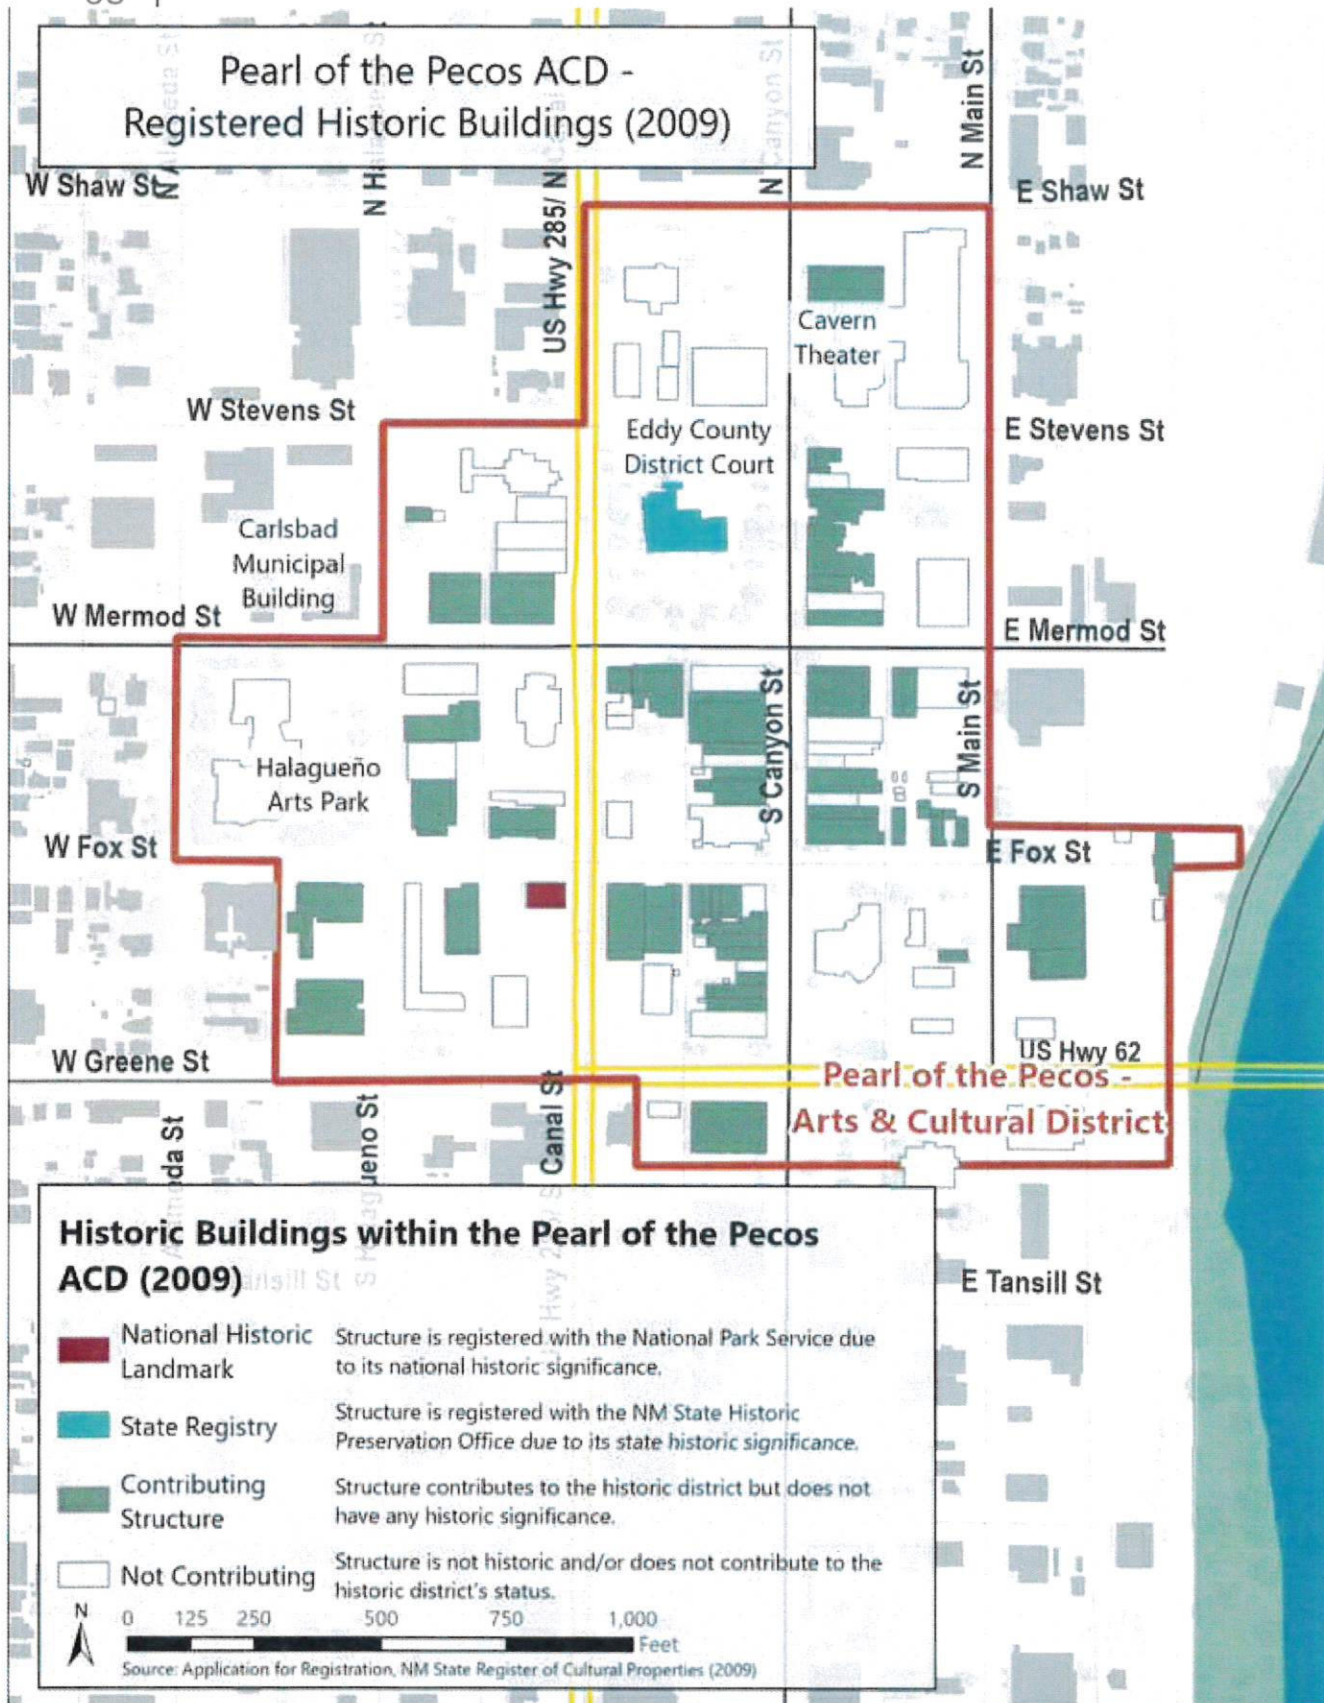 Pearl of the Pecos ACD -
Registered Historic Buildings (2009)
W Shaw St
N Main St
E Shaw St
US Hwy 285/ N
Cavern
Theater
W Stevens St
Eddy County
District Court
E Stevens St
Carlsbad
Municipal
Building
W Mermod St
E Mermod St
S Canyon St
S Main St
Halagueño
Arts Park
W Fox St
E Fox St
W Greene St
US Hwy 62
Pearl of the Pecos -
Arts & Cultural District
S Canal St
E Tansill St
Historic Buildings within the Pearl of the Pecos
ACD (2009)
National Historic
Landmark
Structure is registered with the National Park Service due
to its national historic significance.
State Registry
Structure is registered with the NM State Historic
Preservation Office due to its state historic significance.
Contributing
Structure
Structure contributes to the historic district but does not
have any historic significance.
Not Contributing
Structure is not historic and/or does not contribute to the
historic district's status.
N
0 125 250 500 750 1,000
Feet
Source: Application for Registration, NM State Register of Cultural Properties (2009)